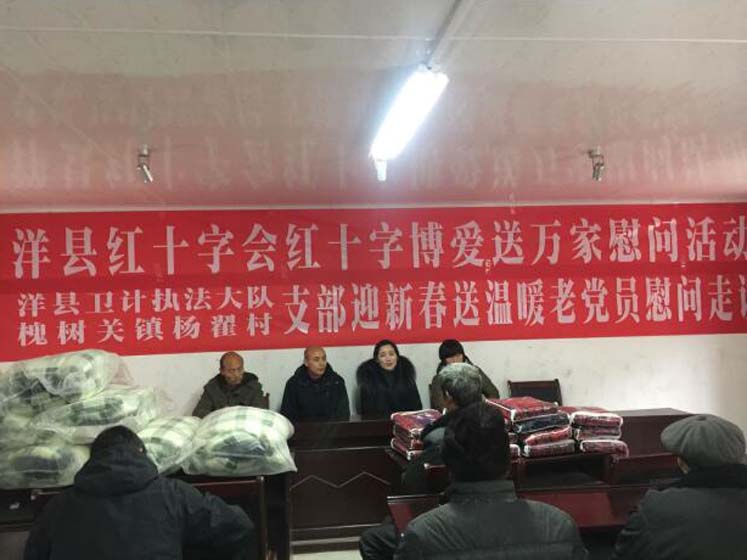 洋县红十字会红十字博爱送万家慰问活动
洋县卫计执法大队
槐树关镇杨翟村
支部迎新春送温暖老党员慰问走访